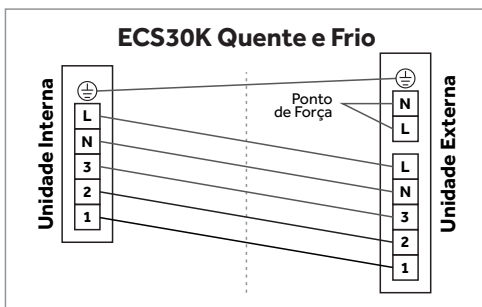 ECS30K Quente e Frio
Unidade Interna
L
N
3
2
1
Ponto
de Força
N
L
L
N
3
2
1
Unidade Externa